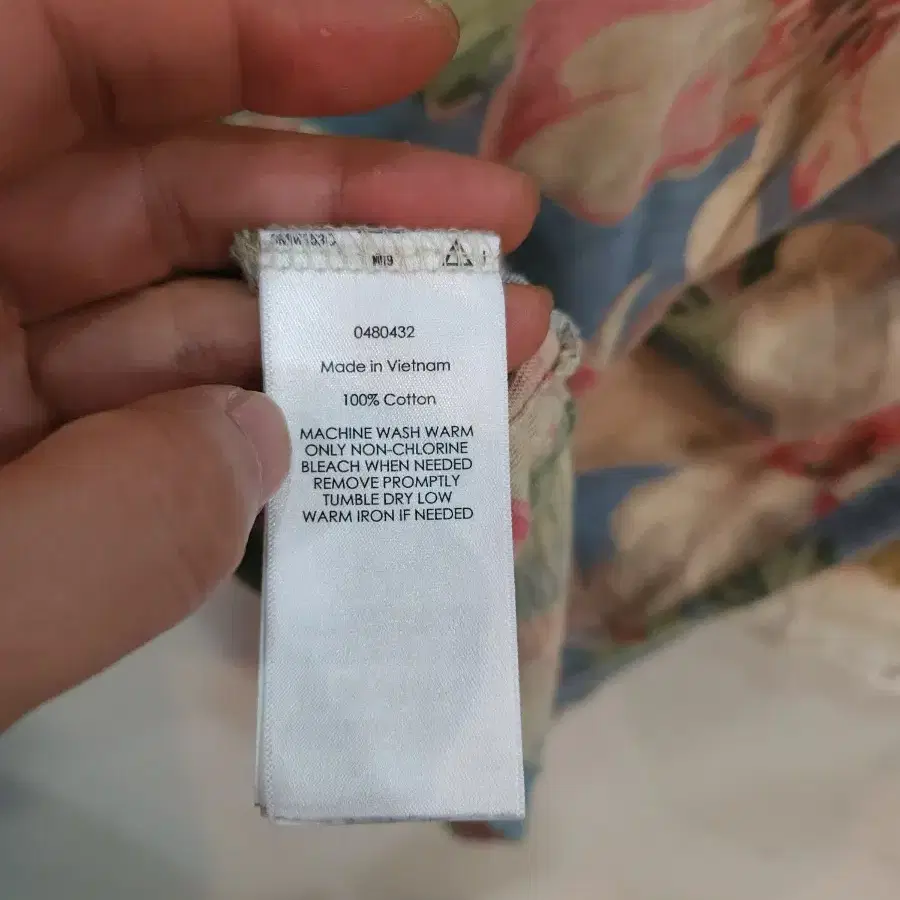 0480432
Made in Vietnam
100% Cotton
MACHINE WASH WARM
ONLY NON-CHLORINE
BLEACH WHEN NEEDED
REMOVE PROMPTLY
TUMBLE DRY LOW
WARM IRON IF NEEDED